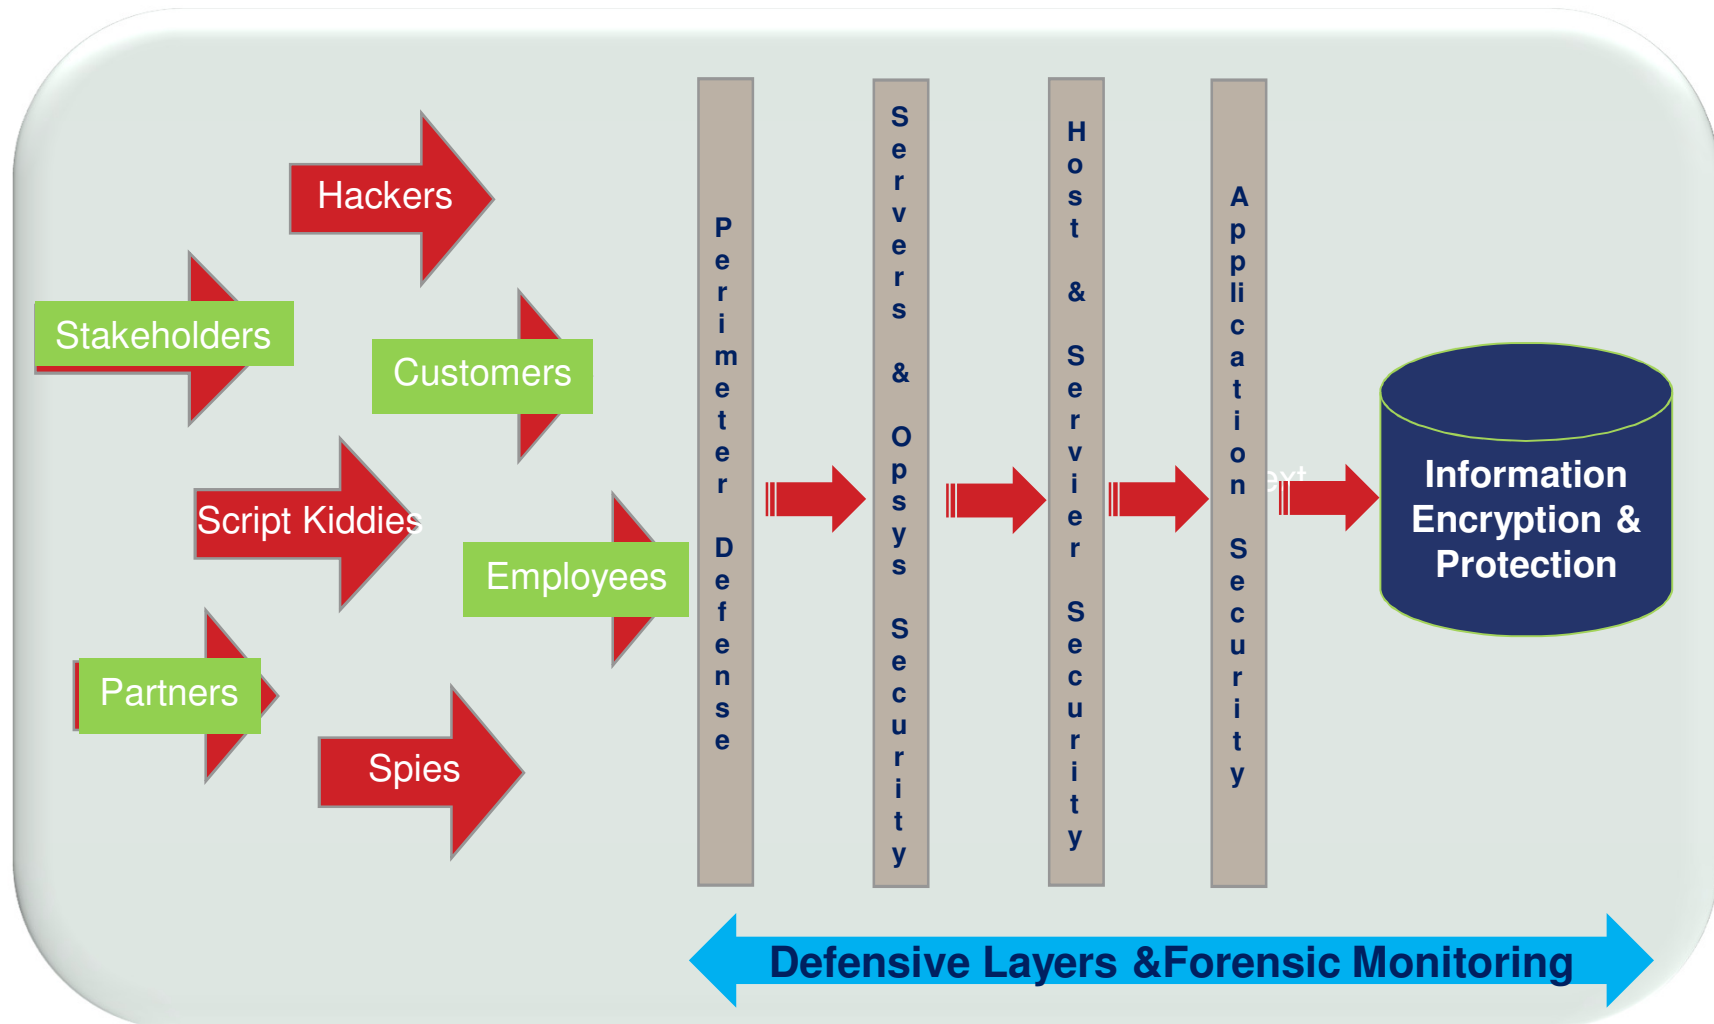 Hackers
Stakeholders
Customers
Script Kiddies
Employees
Partners
Spies
Perimeter Defense
Servers & Opsys Security
Host & Servier Security
Application Security
ext
Information
Encryption &
Protection
Defensive Layers &Forensic Monitoring